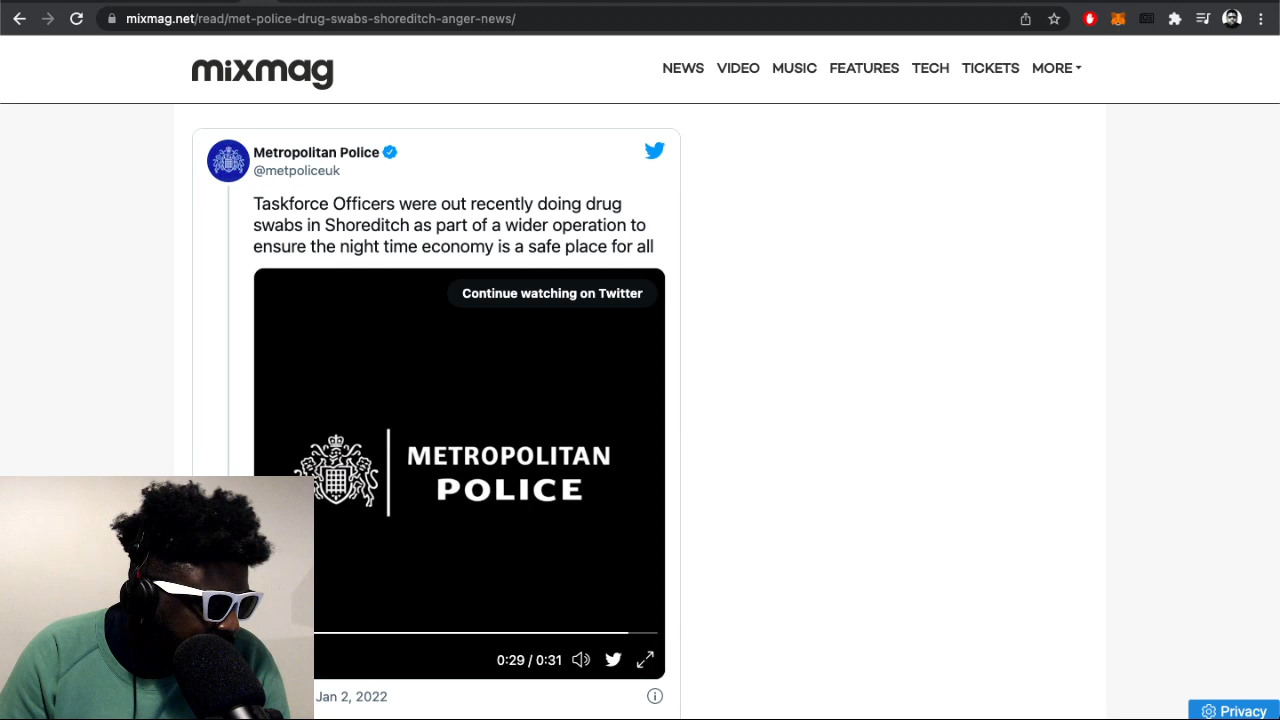 mixmag.net/read/met-police-drug-swabs-shoreditch-anger-news/
mixmag
NEWS VIDEO MUSIC FEATURES TECH TICKETS MORE
Metropolitan Police
@metpoliceuk
Taskforce Officers were out recently doing drug
swabs in Shoreditch as part of a wider operation to
ensure the night time economy is a safe place for all
Continue watching on Twitter
METROPOLITAN
POLICE
0:29 / 0:31
Jan 2, 2022
Privacy